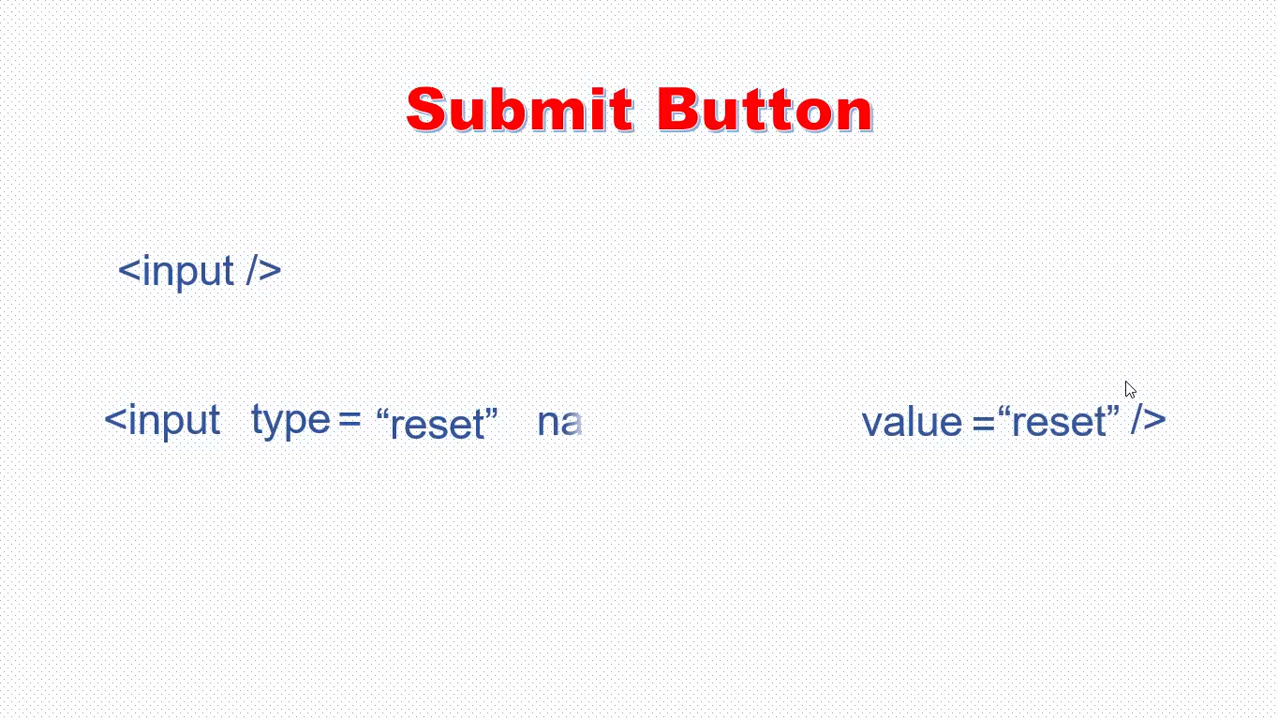 Submit Button
<input />
<input type = “reset” na value =“reset” />